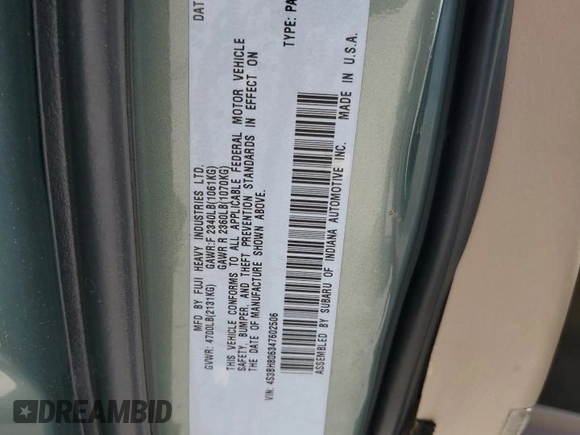 DAT
MFD BY FUJI HEAVY INDUSTRIES LTD.
GVWR: 4700LB(2131KG) GAWR:F 2340LB(1061KG)
GAWR R 2360LB(1070KG)
THIS VEHICLE CONFORMS TO ALL APPLICABLE FEDERAL MOTOR VEHICLE
SAFETY, BUMPER, AND THEFT PREVENTION STANDARDS IN EFFECT ON
THE DATE OF MANUFACTURE SHOWN ABOVE.
VIN: 4S3BH806347602506 TYPE: PA
ASSEMBLED BY SUBARU OF INDIANA AUTOMOTIVE INC. MADE IN U.S.A.
DREAMBID